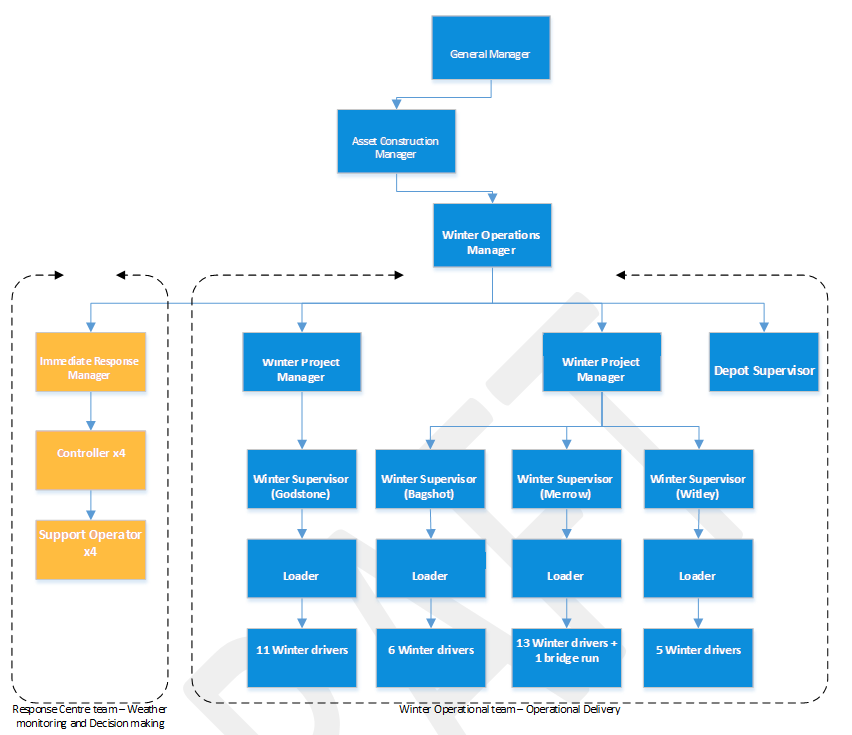 General Manager
Asset Construction
Manager
Winter Operations
Manager
Immediate Response
Manager
Winter Project
Manager
Winter Project
Manager
Depot Supervisor
Controller x4
Support Operator
x4
Winter Supervisor
(Godstone)
Winter Supervisor
(Bagshot)
Winter Supervisor
(Merrow)
Winter Supervisor
(Witley)
Loader
Loader
Loader
Loader
11 Winter drivers
6 Winter drivers
13 Winter drivers +
1 bridge run
5 Winter drivers
Response Centre team – Weather
monitoring and Decision making
Winter Operational team – Operational Delivery
DRAFT